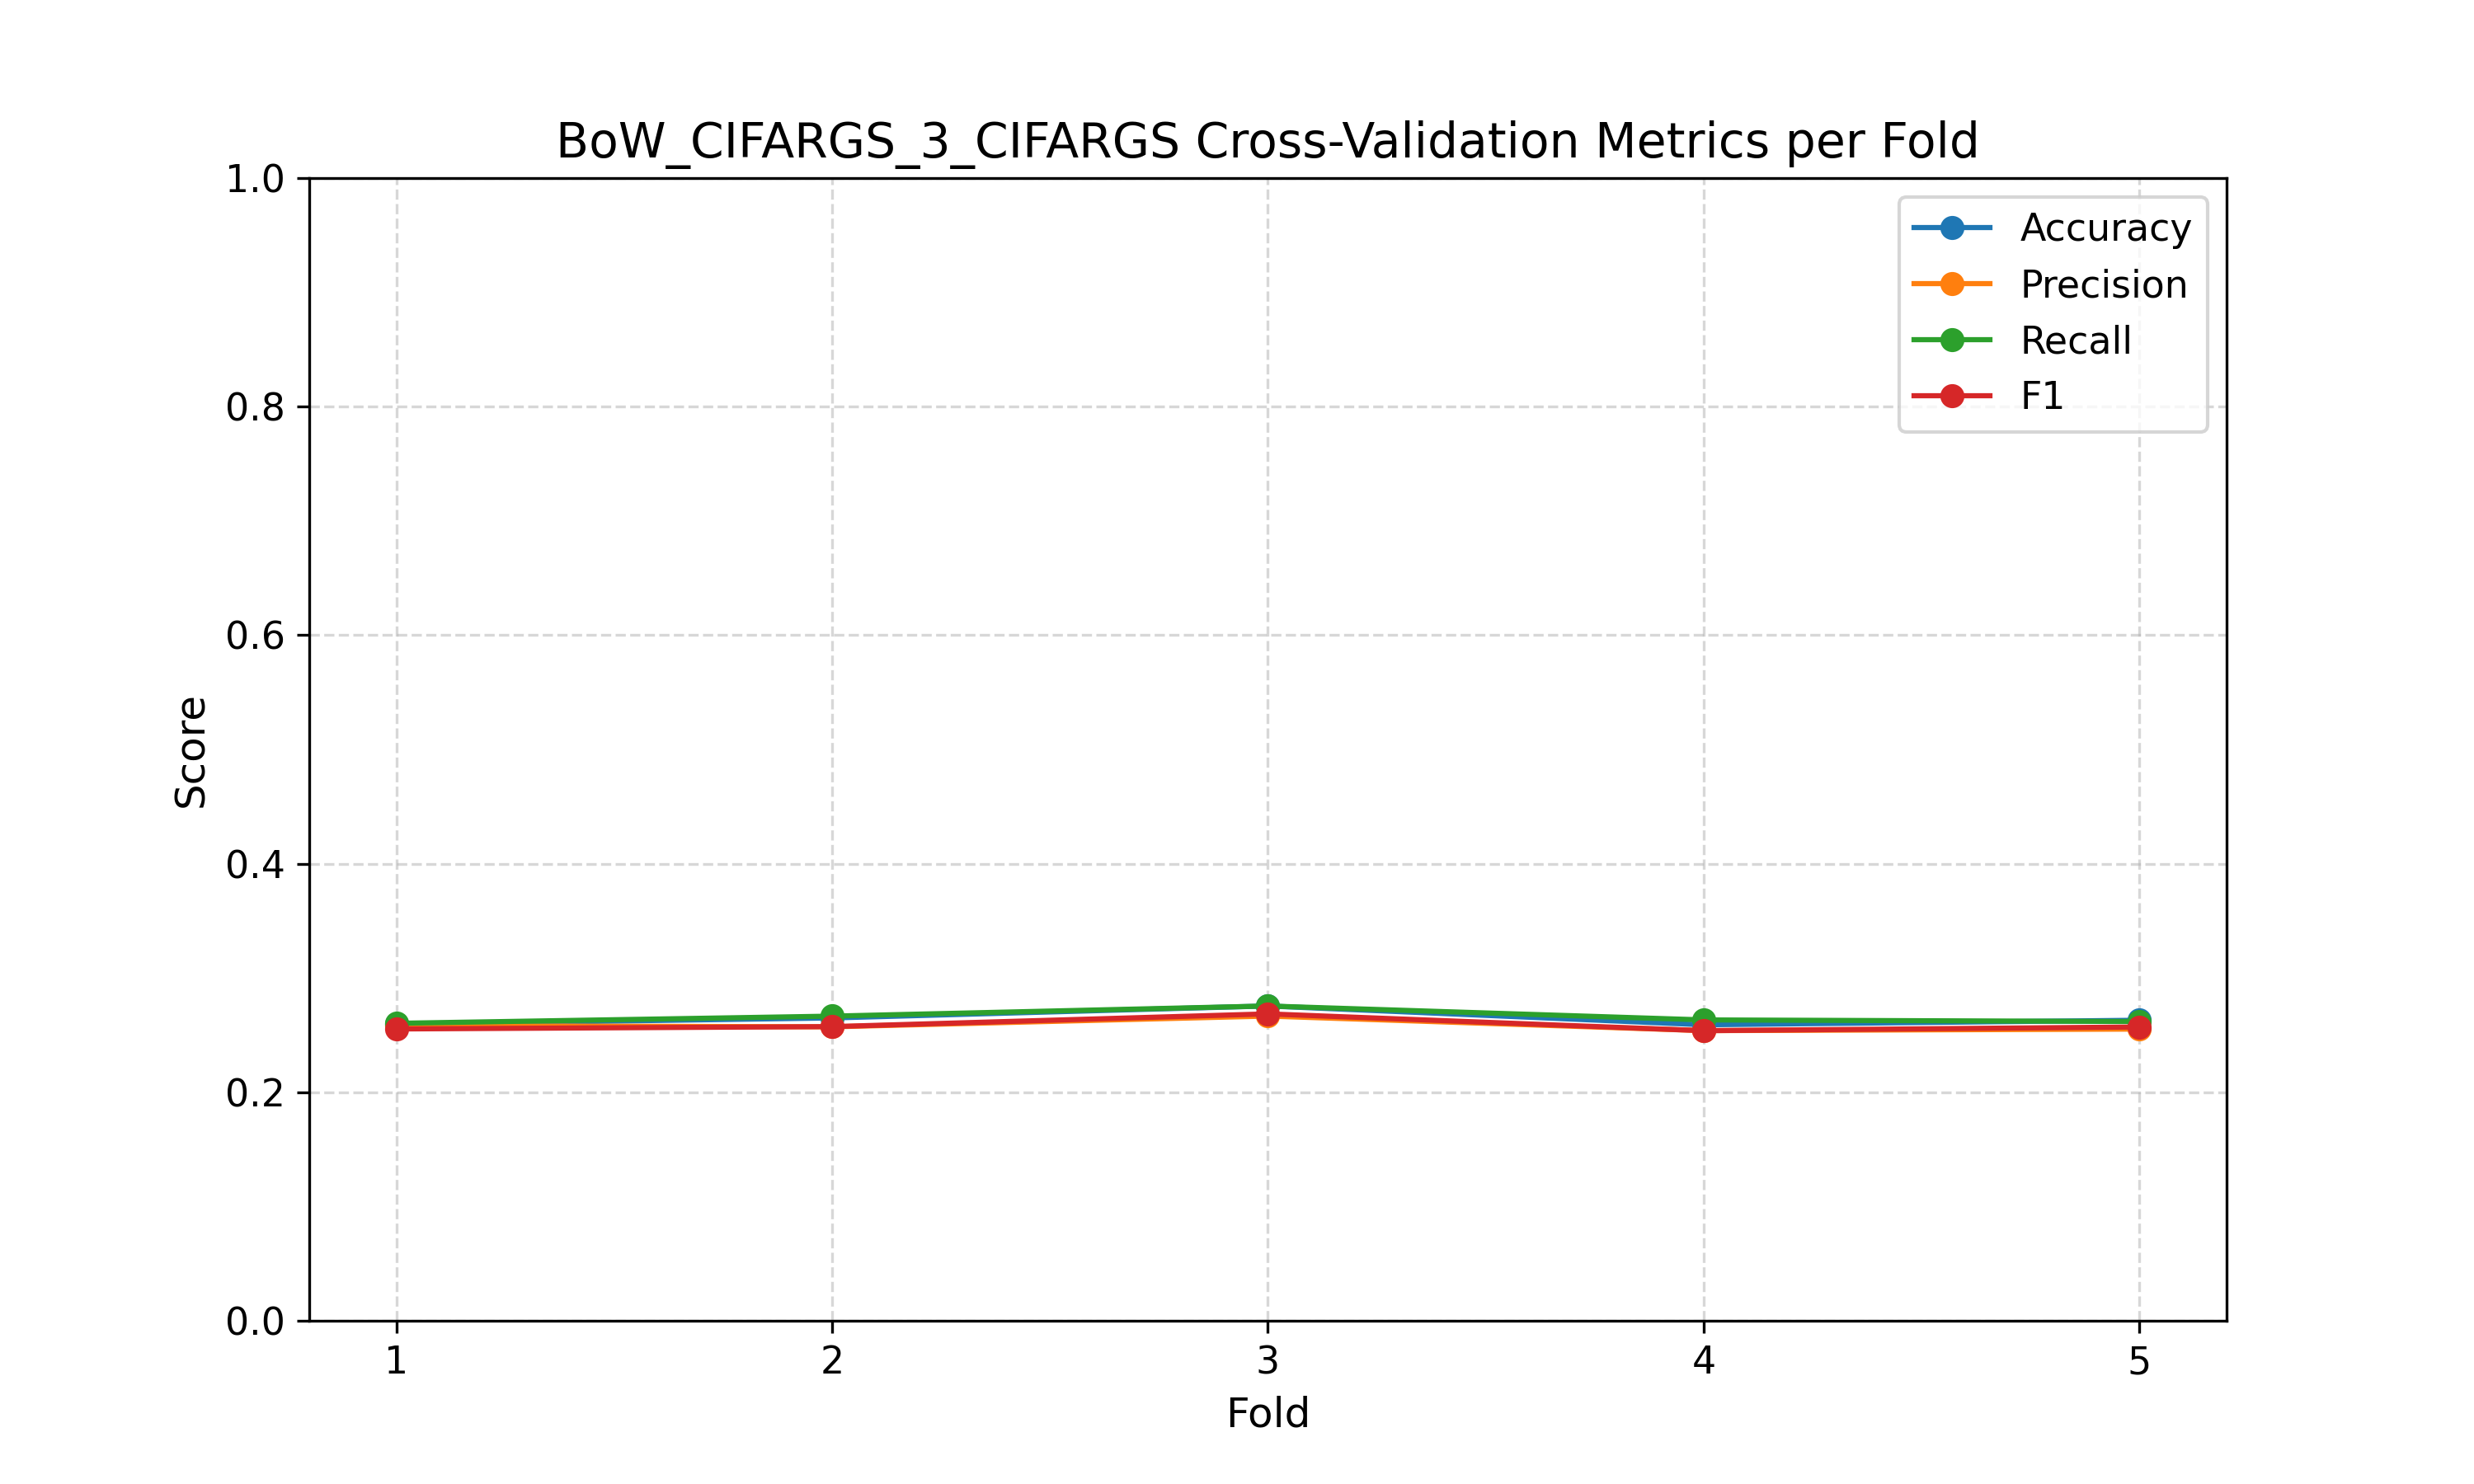 BoW_CIFARGS_3_CIFARGS Cross-Validation Metrics per Fold
1.0
0.8
0.6
0.4
0.2
0.0
Score
Accuracy
Precision
Recall
F1
1 2 3 4 5
Fold